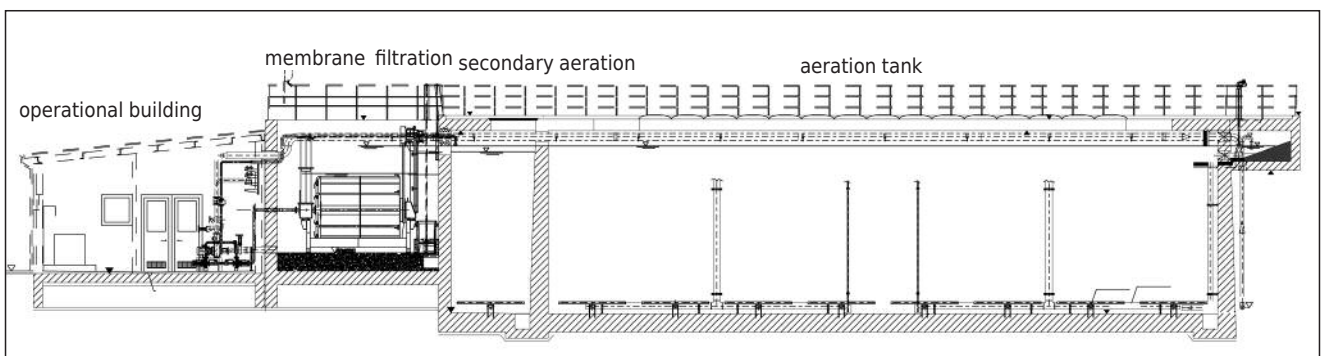 membrane filtration
secondary aeration
aeration tank
operational building